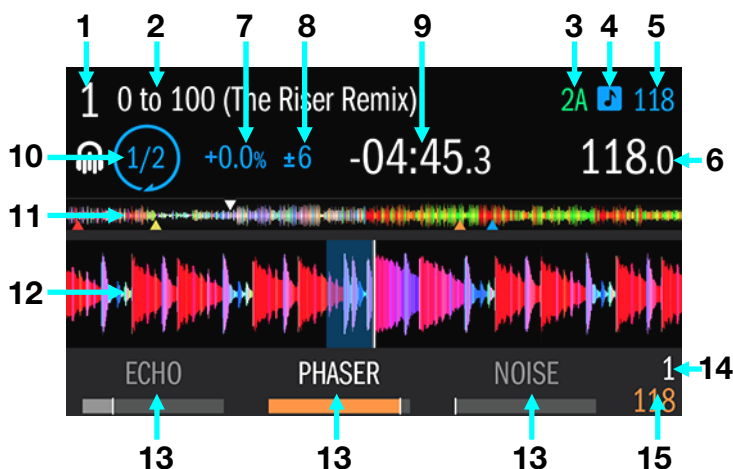 1 2 7 8 9 3 4 5
1 0 to 100 (The Riser Remix) 2A 118
10 1/2 +0.0% ±6 -04:45.3 118.0 6
11
12
ECHO PHASER NOISE 1 14
118
13 13 13 15